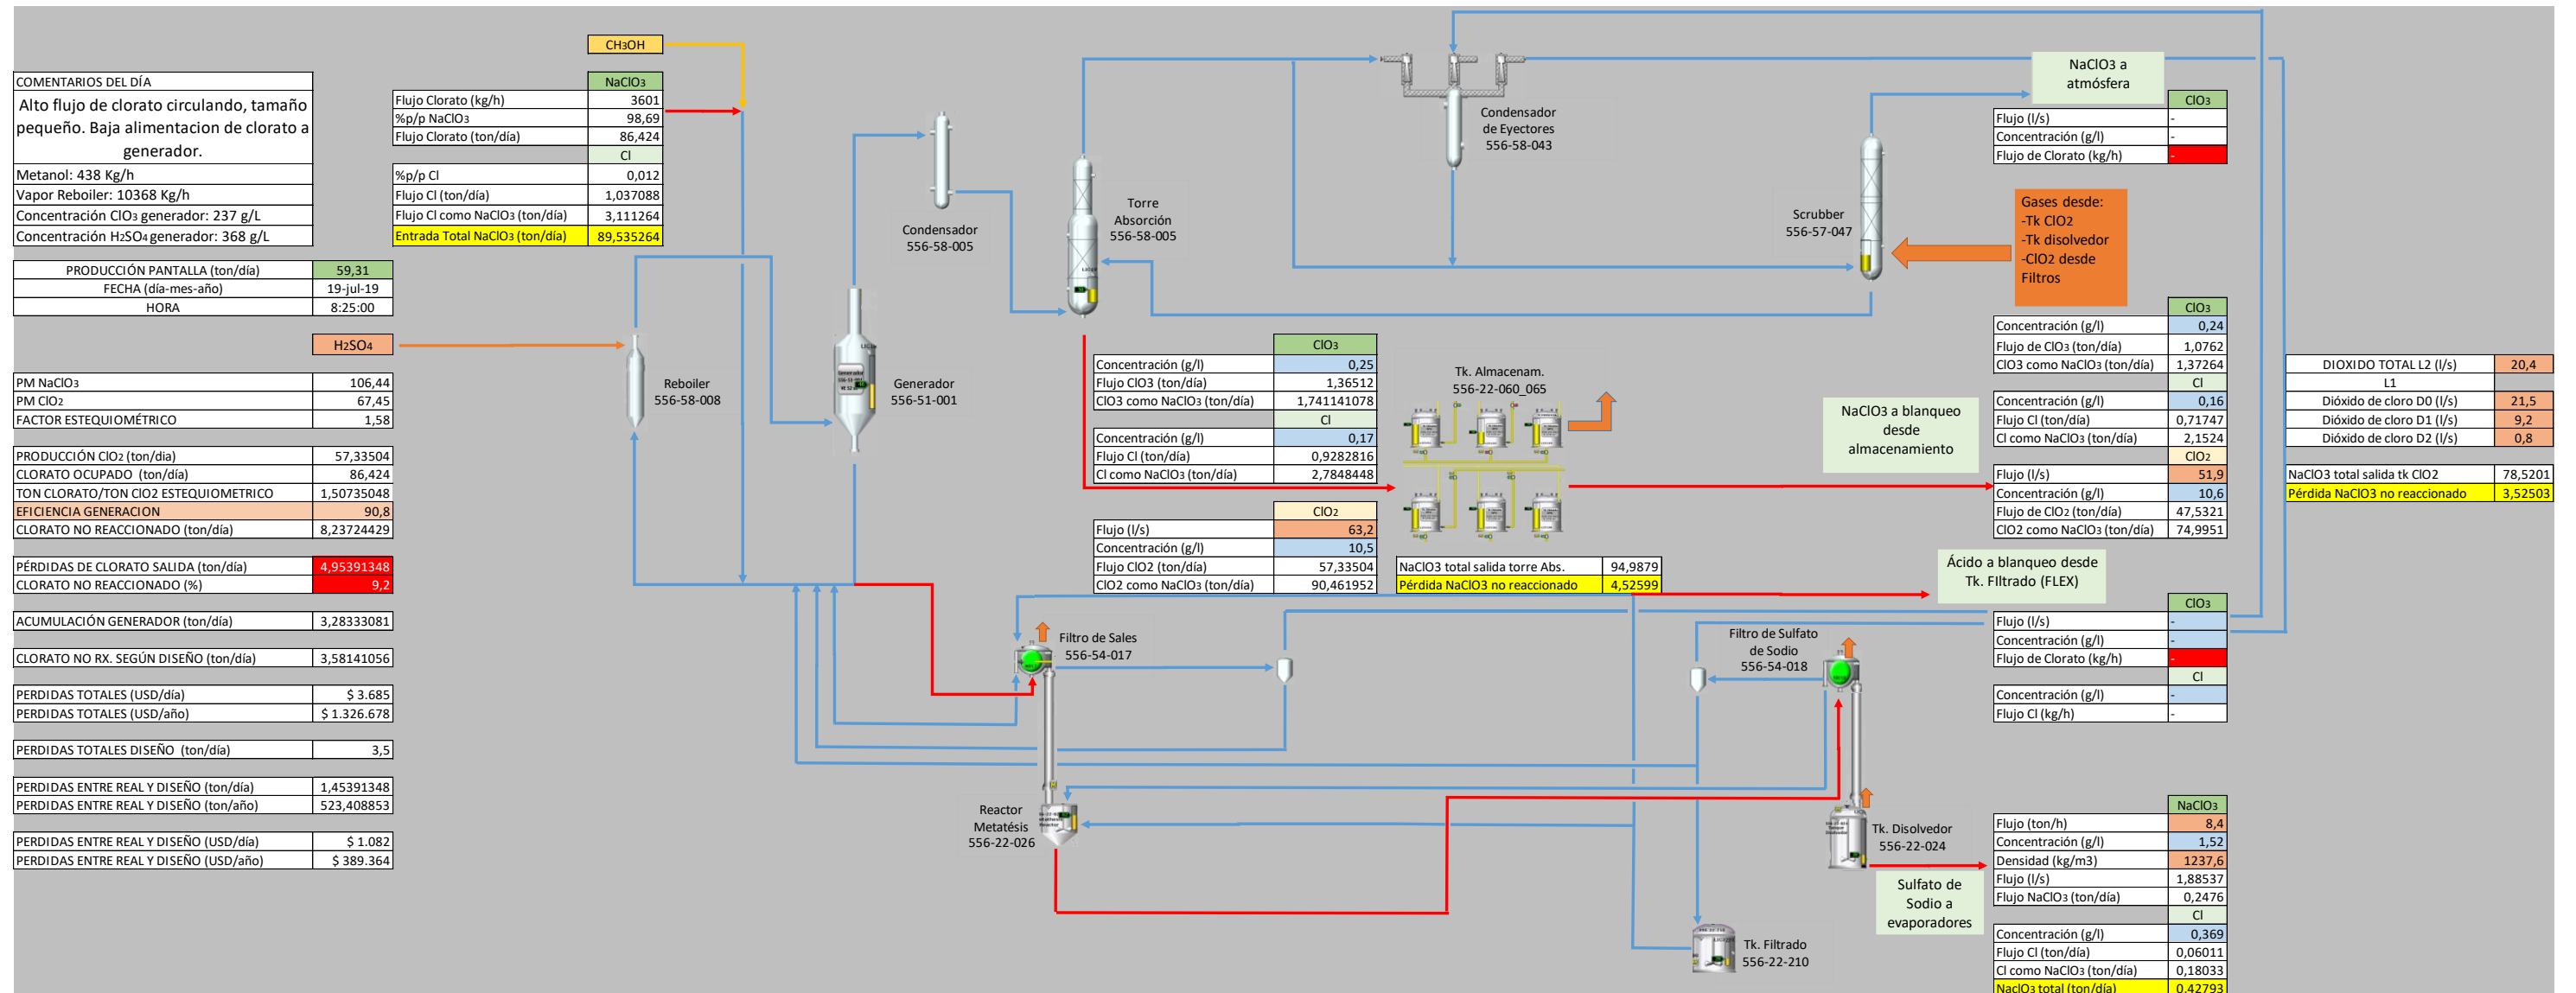 CH3OH
COMENTARIOS DEL DÍA
Alto flujo de clorato circulando, tamaño
pequeño. Baja alimentacion de clorato a
generador.
Metanol: 438 Kg/h
Vapor Reboiler: 10368 Kg/h
Concentración ClO3 generador: 237 g/L
Concentración H2SO4 generador: 368 g/L
NaClO3
Flujo Clorato (kg/h) 3601
%p/p NaClO3 98,69
Flujo Clorato (ton/día) 86,424
Cl
%p/p Cl 0,012
Flujo Cl (ton/día) 1,037088
Flujo Cl como NaClO3 (ton/día) 3,111264
Entrada Total NaClO3 (ton/día) 89,535264
PRODUCCIÓN PANTALLA (ton/día) 59,31
FECHA (día-mes-año) 19-jul-19
HORA 8:25:00
H2SO4
PM NaClO3 106,44
PM ClO2 67,45
FACTOR ESTEQUIOMÉTRICO 1,58
PRODUCCIÓN ClO2 (ton/dia) 57,33504
CLORATO OCUPADO (ton/día) 86,424
TON CLORATO/TON ClO2 ESTEQUIOMETRICO 1,50735048
EFICIENCIA GENERACION 90,8
CLORATO NO REACCIONADO (ton/día) 8,23724429
PÉRDIDAS DE CLORATO SALIDA (ton/día) 4,95391348
CLORATO NO REACCIONADO (%) 9,2
ACUMULACIÓN GENERADOR (ton/día) 3,28333081
CLORATO NO RX. SEGÚN DISEÑO (ton/día) 3,58141056
PERDIDAS TOTALES (USD/día) $ 3.685
PERDIDAS TOTALES (USD/año) $ 1.326.678
PERDIDAS TOTALES DISEÑO (ton/día) 3,5
PERDIDAS ENTRE REAL Y DISEÑO (ton/día) 1,45391348
PERDIDAS ENTRE REAL Y DISEÑO (ton/año) 523,408853
PERDIDAS ENTRE REAL Y DISEÑO (USD/día) $ 1.082
PERDIDAS ENTRE REAL Y DISEÑO (USD/año) $ 389.364
Reboiler
556-58-008
Generador
556-51-001
Condensador
556-58-005
Torre
Absorción
556-58-005
Condensador
de Eyectores
556-58-043
Scrubber
556-57-047
NaClO3 a
atmósfera
ClO3
Flujo (l/s) -
Concentración (g/l) -
Flujo de Clorato (kg/h) -
Gases desde:
-Tk ClO2
-Tk disolvedor
-ClO2 desde
Filtros
ClO3
Concentración (g/l) 0,25
Flujo ClO3 (ton/día) 1,36512
ClO3 como NaClO3 (ton/día) 1,741141078
Cl
Concentración (g/l) 0,17
Flujo Cl (ton/día) 0,9282816
Cl como NaClO3 (ton/día) 2,7848448
ClO2
Flujo (l/s) 63,2
Concentración (g/l) 10,5
Flujo ClO2 (ton/día) 57,33504
ClO2 como NaClO3 (ton/día) 90,461952
Tk. Almacenam.
556-22-060_065
NaClO3 total salida torre Abs. 94,9879
Pérdida NaClO3 no reaccionado 4,52599
NaClO3 a blanqueo
desde
almacenamiento
ClO3
Concentración (g/l) 0,24
Flujo de ClO3 (ton/día) 1,0762
ClO3 como NaClO3 (ton/día) 1,37264
Cl
Concentración (g/l) 0,16
Flujo Cl (ton/día) 0,71747
Cl como NaClO3 (ton/día) 2,1524
ClO2
Flujo (l/s) 51,9
Concentración (g/l) 10,6
Flujo de ClO2 (ton/día) 47,5321
ClO2 como NaClO3 (ton/día) 74,9951
DIOXIDO TOTAL L2 (l/s) 20,4
L1
Dióxido de cloro D0 (l/s) 21,5
Dióxido de cloro D1 (l/s) 9,2
Dióxido de cloro D2 (l/s) 0,8
NaClO3 total salida tk ClO2 78,5201
Pérdida NaClO3 no reaccionado 3,52503
Ácido a blanqueo desde
Tk. FIltrado (FLEX)
ClO3
Flujo (l/s) -
Concentración (g/l) -
Flujo de Clorato (kg/h) -
Cl
Concentración (g/l) -
Flujo Cl (kg/h) -
Filtro de Sales
556-54-017
Filtro de Sulfato
de Sodio
556-54-018
Reactor
Metatésis
556-22-026
Tk. Disolvedor
556-22-024
Tk. Filtrado
556-22-210
Sulfato de
Sodio a
evaporadores
NaClO3
Flujo (ton/h) 8,4
Concentración (g/l) 1,52
Densidad (kg/m3) 1237,6
Flujo (l/s) 1,88537
Flujo NaClO3 (ton/día) 0,2476
Cl
Concentración (g/l) 0,369
Flujo Cl (ton/día) 0,06011
Cl como NaClO3 (ton/día) 0,18033
NaclO3 total (ton/día) 0,42793